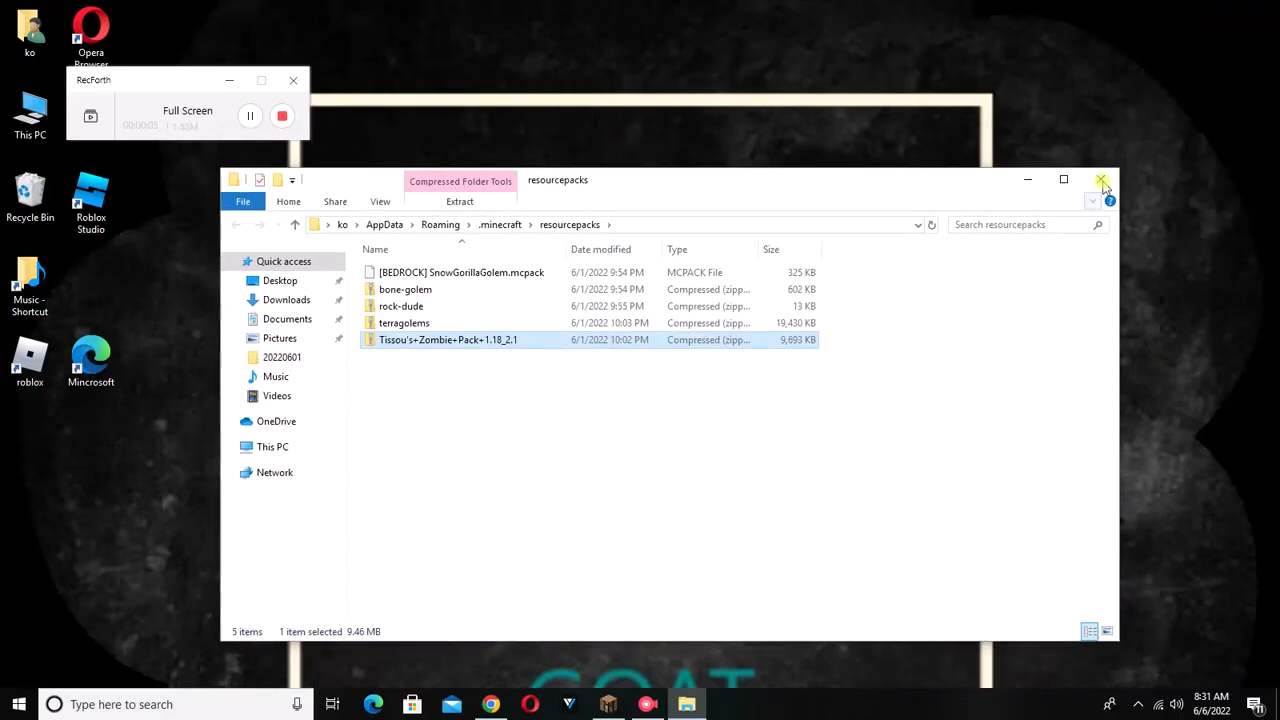 ko
Opera
Browser
RecForth
Full Screen
00:00:05 | 1.53M
This PC
Recycle Bin
Roblox
Studio
Music -
Shortcut
roblox
Mincrosoft
Compressed Folder Tools
resourcepacks
File Home Share View Extract
ko > AppData > Roaming > .minecraft > resourcepacks >
Search resourcepacks
Name Date modified Type Size
[BEDROCK] SnowGorillaGolem.mcpack 6/1/2022 9:54 PM MCPACK File 325 KB
bone-golem 6/1/2022 9:54 PM Compressed (zipp... 602 KB
rock-dude 6/1/2022 9:55 PM Compressed (zipp... 13 KB
terragolems 6/1/2022 10:03 PM Compressed (zipp... 19,430 KB
Tissou's+Zombie+Pack+1.18_2.1 6/1/2022 10:02 PM Compressed (zipp... 9,693 KB
Quick access
Desktop
Downloads
Documents
Pictures
20220601
Music
Videos
OneDrive
This PC
Network
5 items 1 item selected 9.46 MB
GOAT
Type here to search
8:31 AM
6/6/2022
11